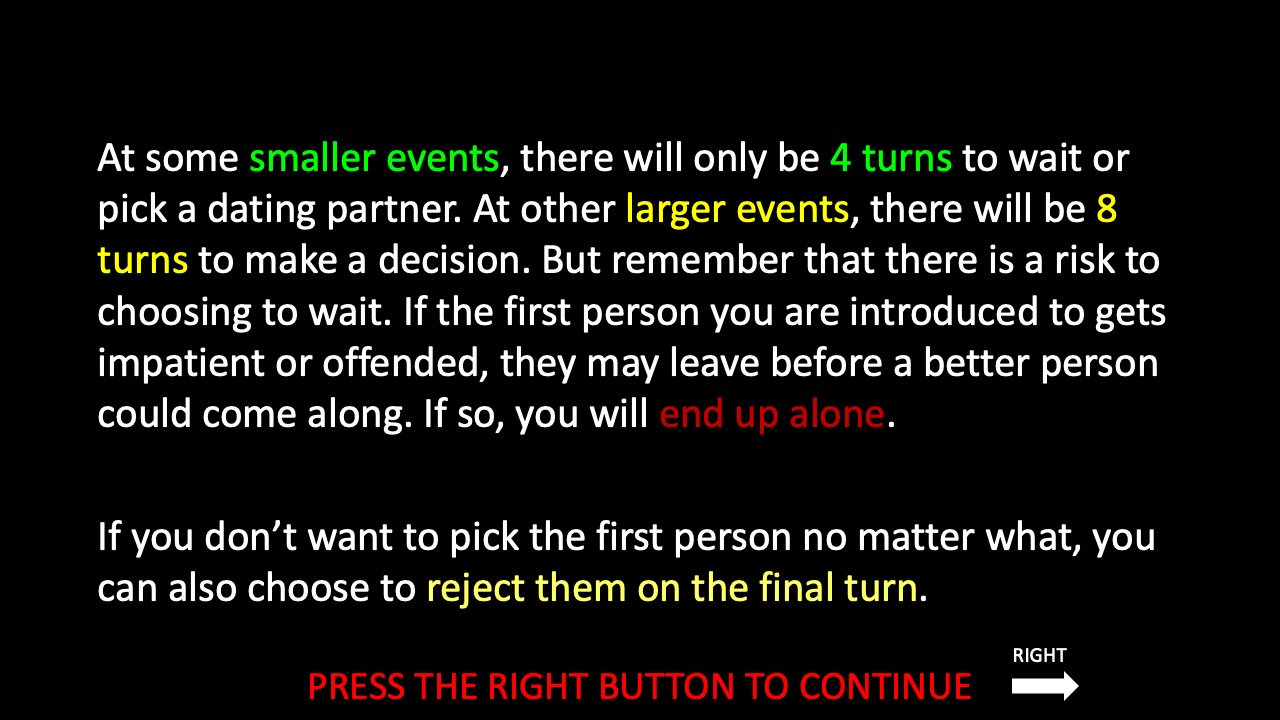 At some smaller events, there will only be 4 turns to wait or
pick a dating partner. At other larger events, there will be 8
turns to make a decision. But remember that there is a risk to
choosing to wait. If the first person you are introduced to gets
impatient or offended, they may leave before a better person
could come along. If so, you will end up alone.
If you don’t want to pick the first person no matter what, you
can also choose to reject them on the final turn.
RIGHT
PRESS THE RIGHT BUTTON TO CONTINUE